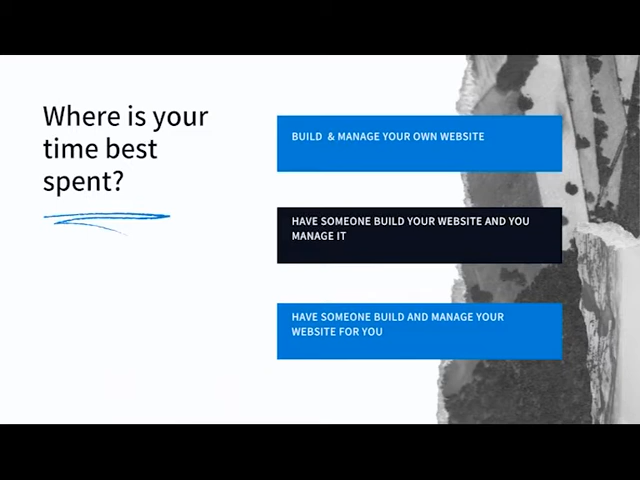 Where is your
time best
spent?
BUILD & MANAGE YOUR OWN WEBSITE
HAVE SOMEONE BUILD YOUR WEBSITE AND YOU
MANAGE IT
HAVE SOMEONE BUILD AND MANAGE YOUR
WEBSITE FOR YOU